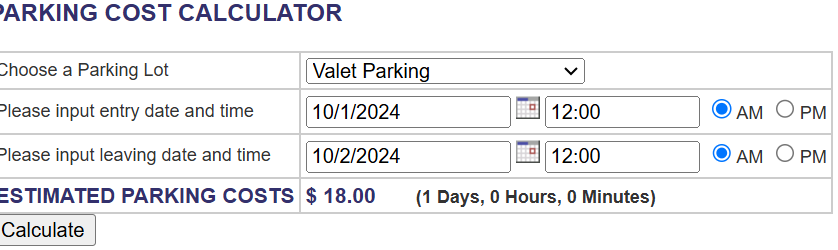 PARKING COST CALCULATOR
Choose a Parking Lot Valet Parking
Please input entry date and time 10/1/2024 12:00 AM PM
Please input leaving date and time 10/2/2024 12:00 AM PM
ESTIMATED PARKING COSTS $ 18.00 (1 Days, 0 Hours, 0 Minutes)
Calculate